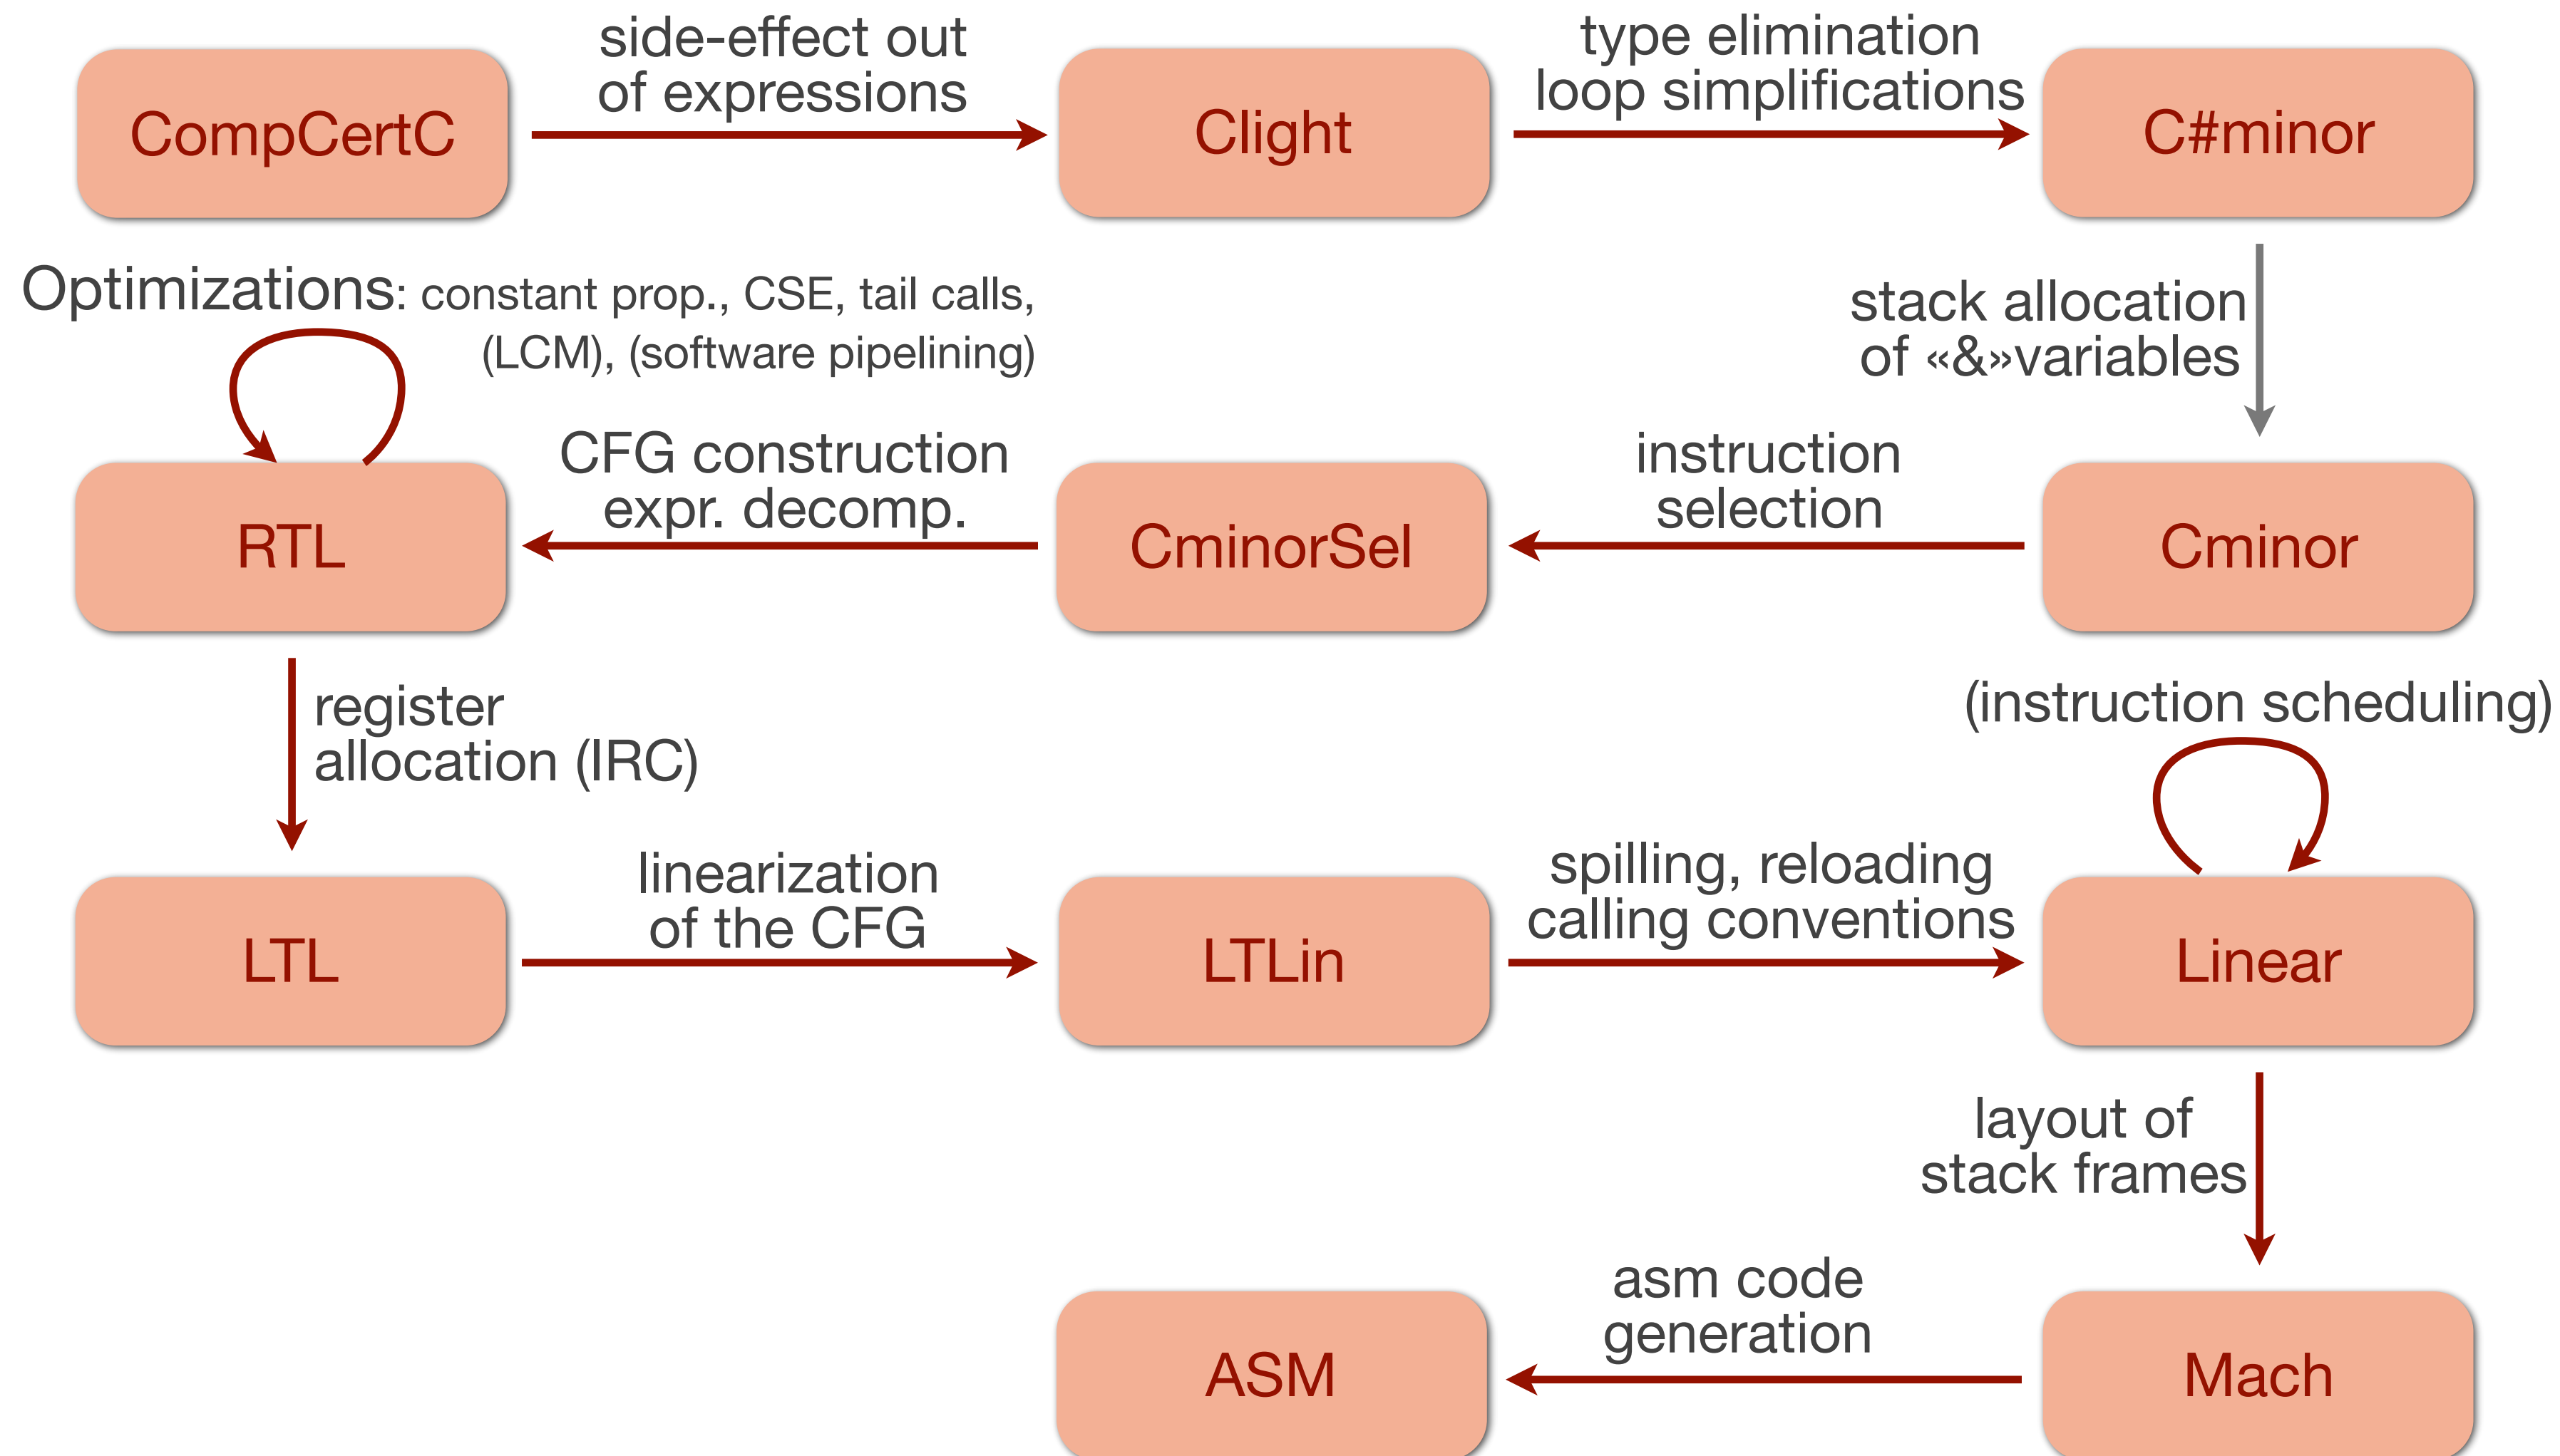 side-effect out
of expressions
type elimination
loop simplifications
CompCertC
Clight
C#minor
Optimizations: constant prop., CSE, tail calls,
(LCM), (software pipelining)
stack allocation
of «&»variables
CFG construction
expr. decomp.
instruction
selection
RTL
CminorSel
Cminor
register
allocation (IRC)
(instruction scheduling)
linearization
of the CFG
spilling, reloading
calling conventions
LTL
LTLin
Linear
layout of
stack frames
asm code
generation
ASM
Mach